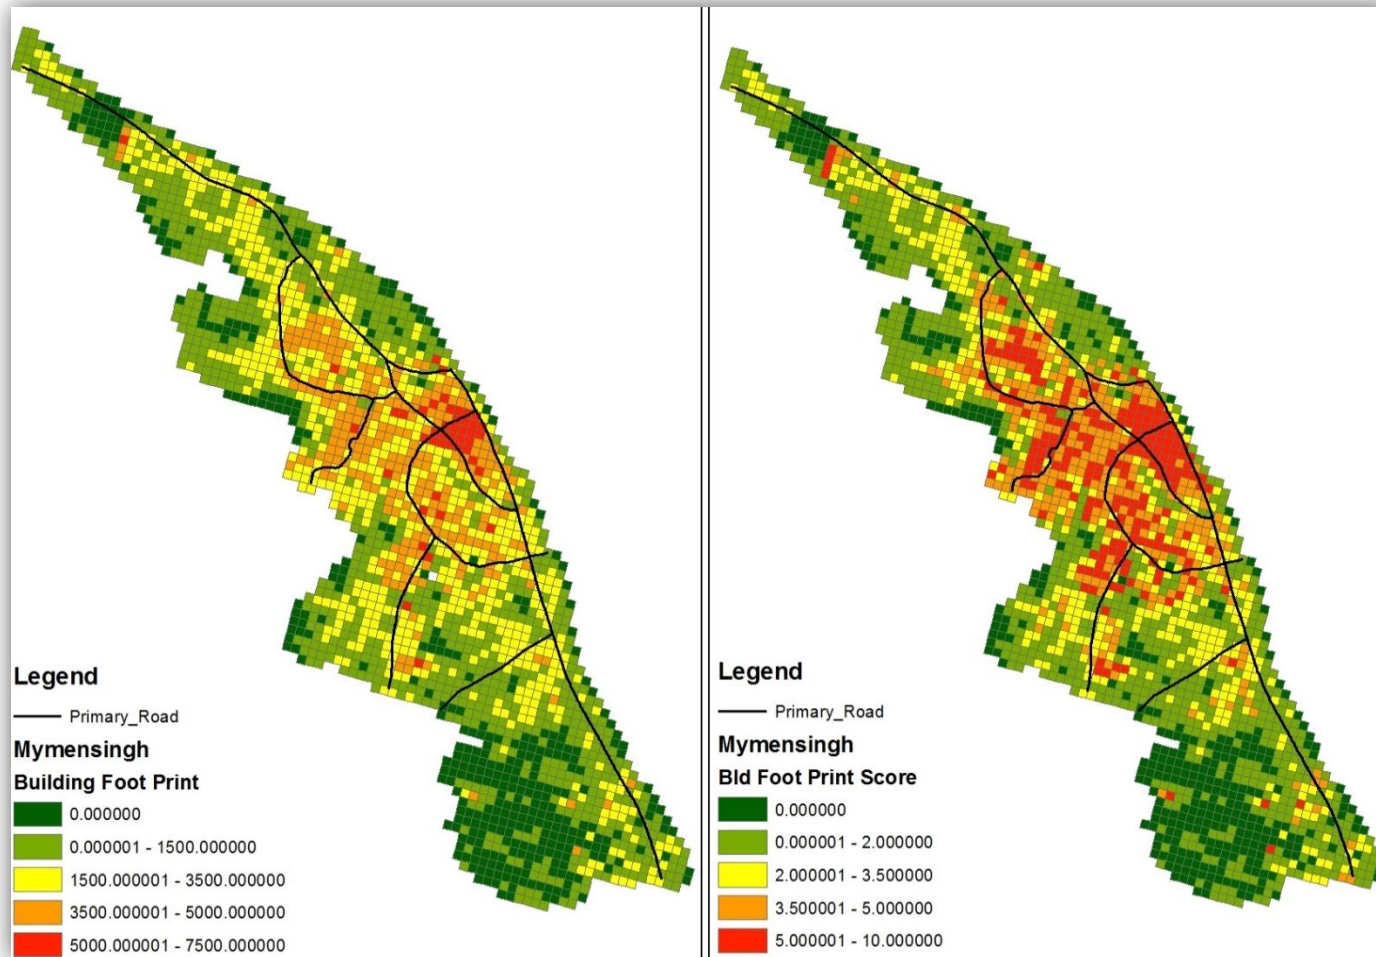 Legend
Primary_Road
Mymensingh
Building Foot Print
0.000000
0.000001 - 1500.000000
1500.000001 - 3500.000000
3500.000001 - 5000.000000
5000.000001 - 7500.000000
Legend
Primary_Road
Mymensingh
Bld Foot Print Score
0.000000
0.000001 - 2.000000
2.000001 - 3.500000
3.500001 - 5.000000
5.000001 - 10.000000